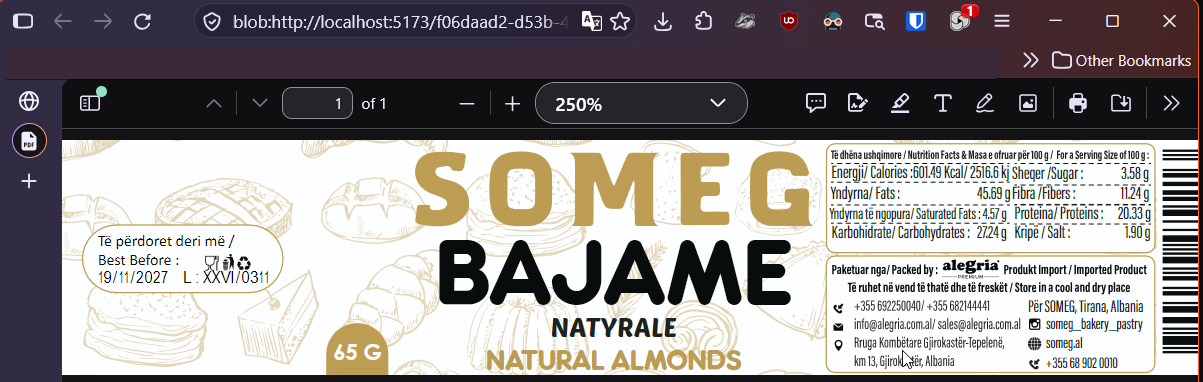 blob:http://localhost:5173/f06daad2-d53b-4
1
Other Bookmarks
1 of 1
250%
PDF
SOMEG
BAJAME
NATYRALE
NATURAL ALMONDS
65 G
Të përdoret deri më /
Best Before :
19/11/2027 L : XXVI/0311
Të dhëna ushqimore / Nutrition Facts & Masa e ofruar për 100 g / For a Serving Size of 100 g :
Energji/ Calories :601.49 Kcal/ 2516.6 kj Sheqer /Sugar : 3.58 g
Yndyrna/ Fats : 45.69 g Fibra /Fibers : 11.24 g
Yndyrna të ngopura/ Saturated Fats : 4.57 g Proteina/ Proteins : 20.33 g
Karbohidrate/ Carbohydrates : 27.24 g Kripë / Salt : 1.90 g
Paketuar nga/ Packed by : alegria PREMIUM Produkt Import / Imported Product
Të ruhet në vend të thatë dhe të freskët / Store in a cool and dry place
+355 692250040/ +355 682144441 Për SOMEG, Tirana, Albania
info@alegria.com.al/ sales@alegria.com.al someg_bakery_pastry
Rruga Kombëtare Gjirokastër-Tepelenë, someg.al
km 13, Albania +355 68 902 0010